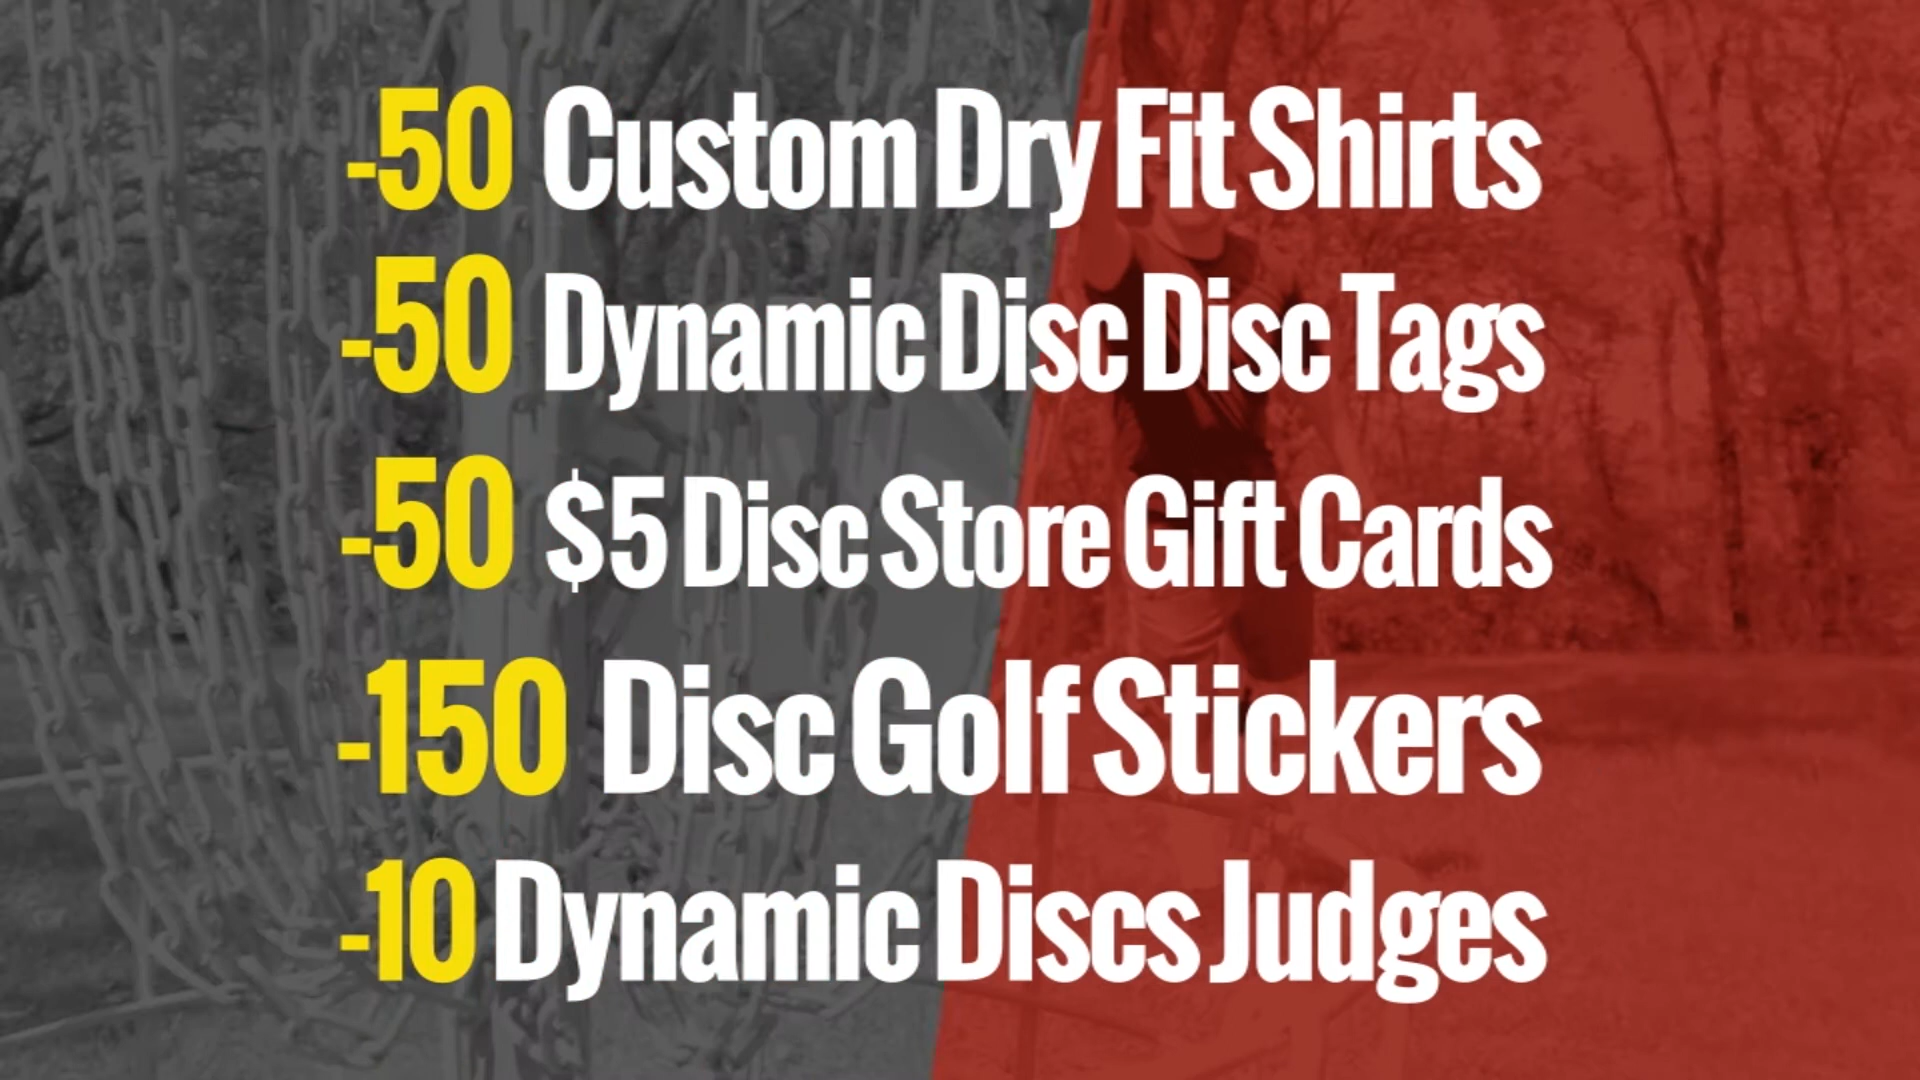 -50 Custom Dry Fit Shirts
-50 Dynamic Disc Disc Tags
-50 $5 Disc Store Gift Cards
-150 Disc Golf Stickers
-10 Dynamic Discs Judges